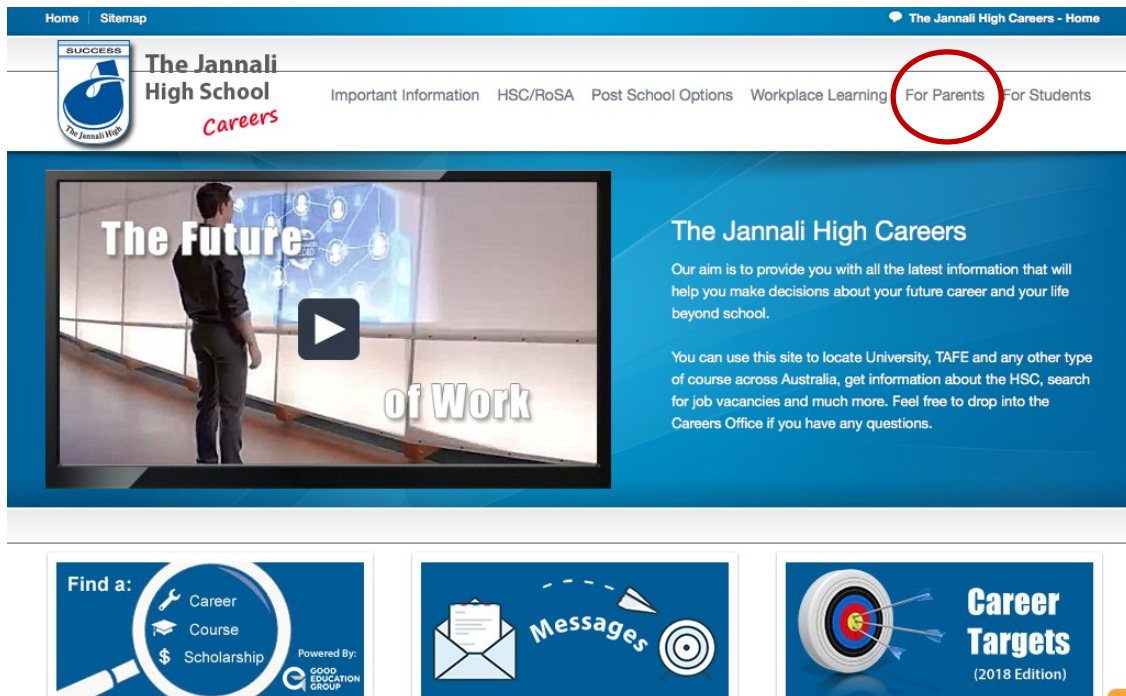 Home Sitemap
The Jannali High Careers - Home
SUCCESS
The Jannali High
The Jannali
High School
Careers
Important Information HSC/RoSA Post School Options Workplace Learning For Parents For Students
The Future
of Work
The Jannali High Careers
Our aim is to provide you with all the latest information that will
help you make decisions about your future career and your life
beyond school.
You can use this site to locate University, TAFE and any other type
of course across Australia, get information about the HSC, search
for job vacancies and much more. Feel free to drop into the
Careers Office if you have any questions.
Find a:
Career
Course
$ Scholarship
Powered By:
GOOD
EDUCATION
GROUP
Messages
Career
Targets
(2018 Edition)